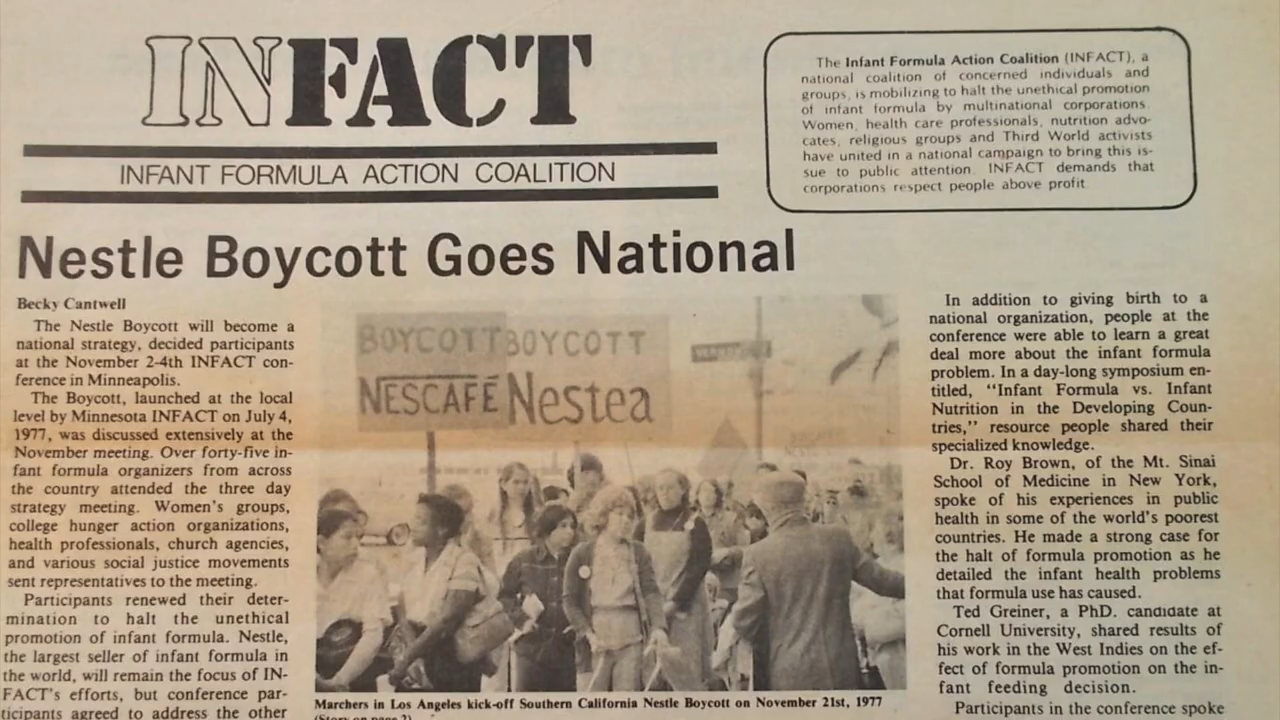 INFACT
INFANT FORMULA ACTION COALITION
The Infant Formula Action Coalition (INFACT), a
national coalition of concerned individuals and
groups, is mobilizing to halt the unethical promotion
of infant formula by multinational corporations.
Women, health care professionals, nutrition advo-
cates, religious groups and Third World activists
have united in a national campaign to bring this is-
sue to public attention. INFACT demands that
corporations respect people above profit.
Nestle Boycott Goes National
Becky Cantwell
The Nestle Boycott will become a
national strategy, decided participants
at the November 2-4th INFACT con-
ference in Minneapolis.
The Boycott, launched at the local
level by Minnesota INFACT on July 4,
1977, was discussed extensively at the
November meeting. Over forty-five in-
fant formula organizers from across
the country attended the three day
strategy meeting. Women's groups,
college hunger action organizations,
health professionals, church agencies,
and various social justice movements
sent representatives to the meeting.
Participants renewed their deter-
mination to halt the unethical
promotion of infant formula. Nestle,
the largest seller of infant formula in
the world, will remain the focus of IN-
FACT's efforts, but conference par-
ticipants agreed to address the other
BOYCOTT BOYCOTT
NESCAFÉ Nestea
Marchers in Los Angeles kick-off Southern California Nestle Boycott on November 21st, 1977
(Story on page 2)
In addition to giving birth to a
national organization, people at the
conference were able to learn a great
deal more about the infant formula
problem. In a day-long symposium en-
titled, "Infant Formula vs. Infant
Nutrition in the Developing Coun-
tries," resource people shared their
specialized knowledge.
Dr. Roy Brown, of the Mt. Sinai
School of Medicine in New York,
spoke of his experiences in public
health in some of the world's poorest
countries. He made a strong case for
the halt of formula promotion as he
detailed the infant health problems
that formula use has caused.
Ted Greiner, a PhD. candidate at
Cornell University, shared results of
his work in the West Indies on the ef-
fect of formula promotion on the in-
fant feeding decision.
Participants in the conference spoke